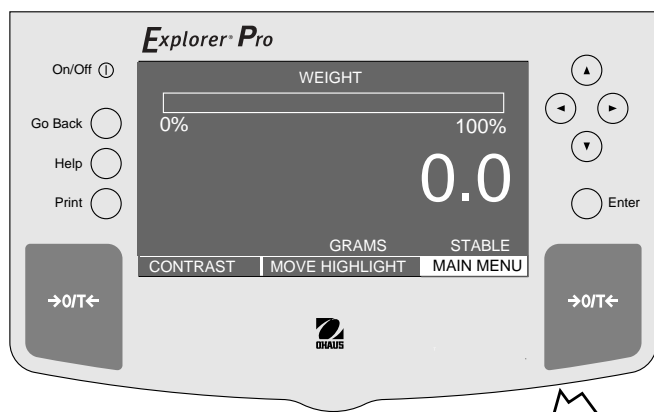 Explorer® Pro
On/Off
WEIGHT
Go Back
0% 100%
Help
0.0
Print
Enter
GRAMS STABLE
CONTRAST MOVE HIGHLIGHT MAIN MENU
→0/T← →0/T←
OHAUS